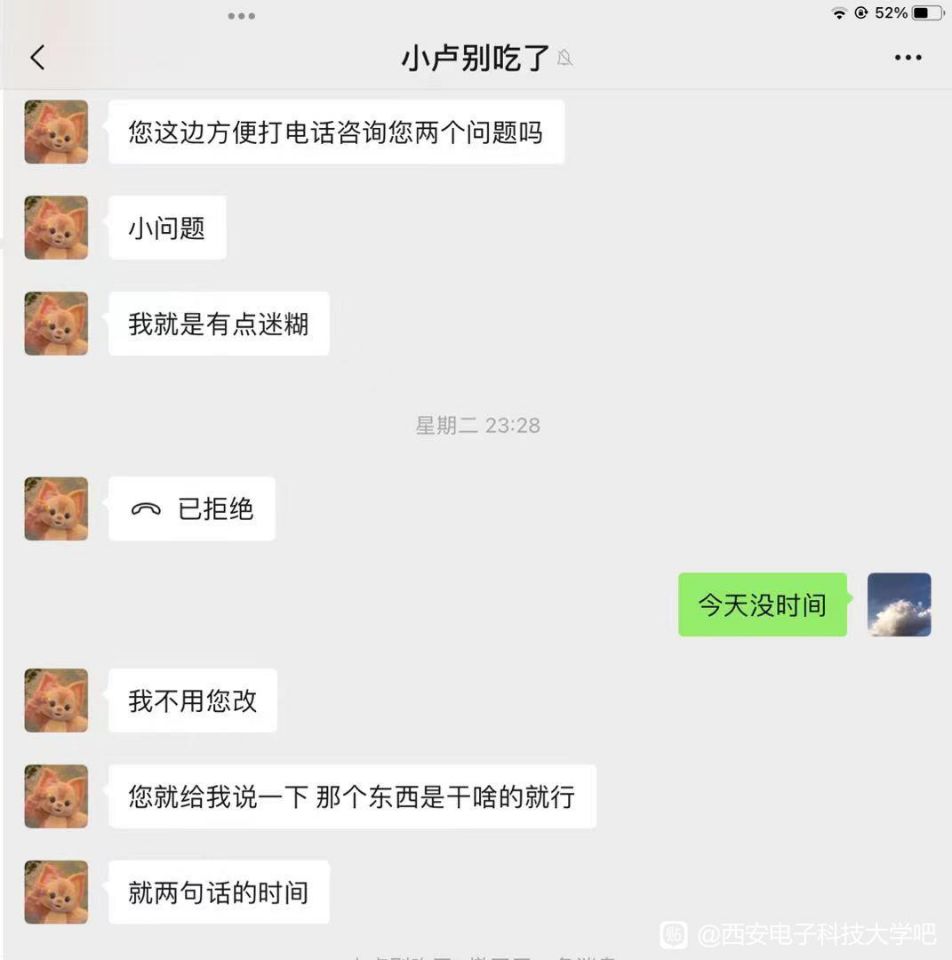 52%
小卢别吃了
您这边方便打电话咨询您两个问题吗
小问题
我就是有点迷糊
星期二 23:28
已拒绝
今天没时间
我不用您改
您就给我说一下 那个东西是干啥的就行
就两句话的时间
贴 @西安电子科技大学吧